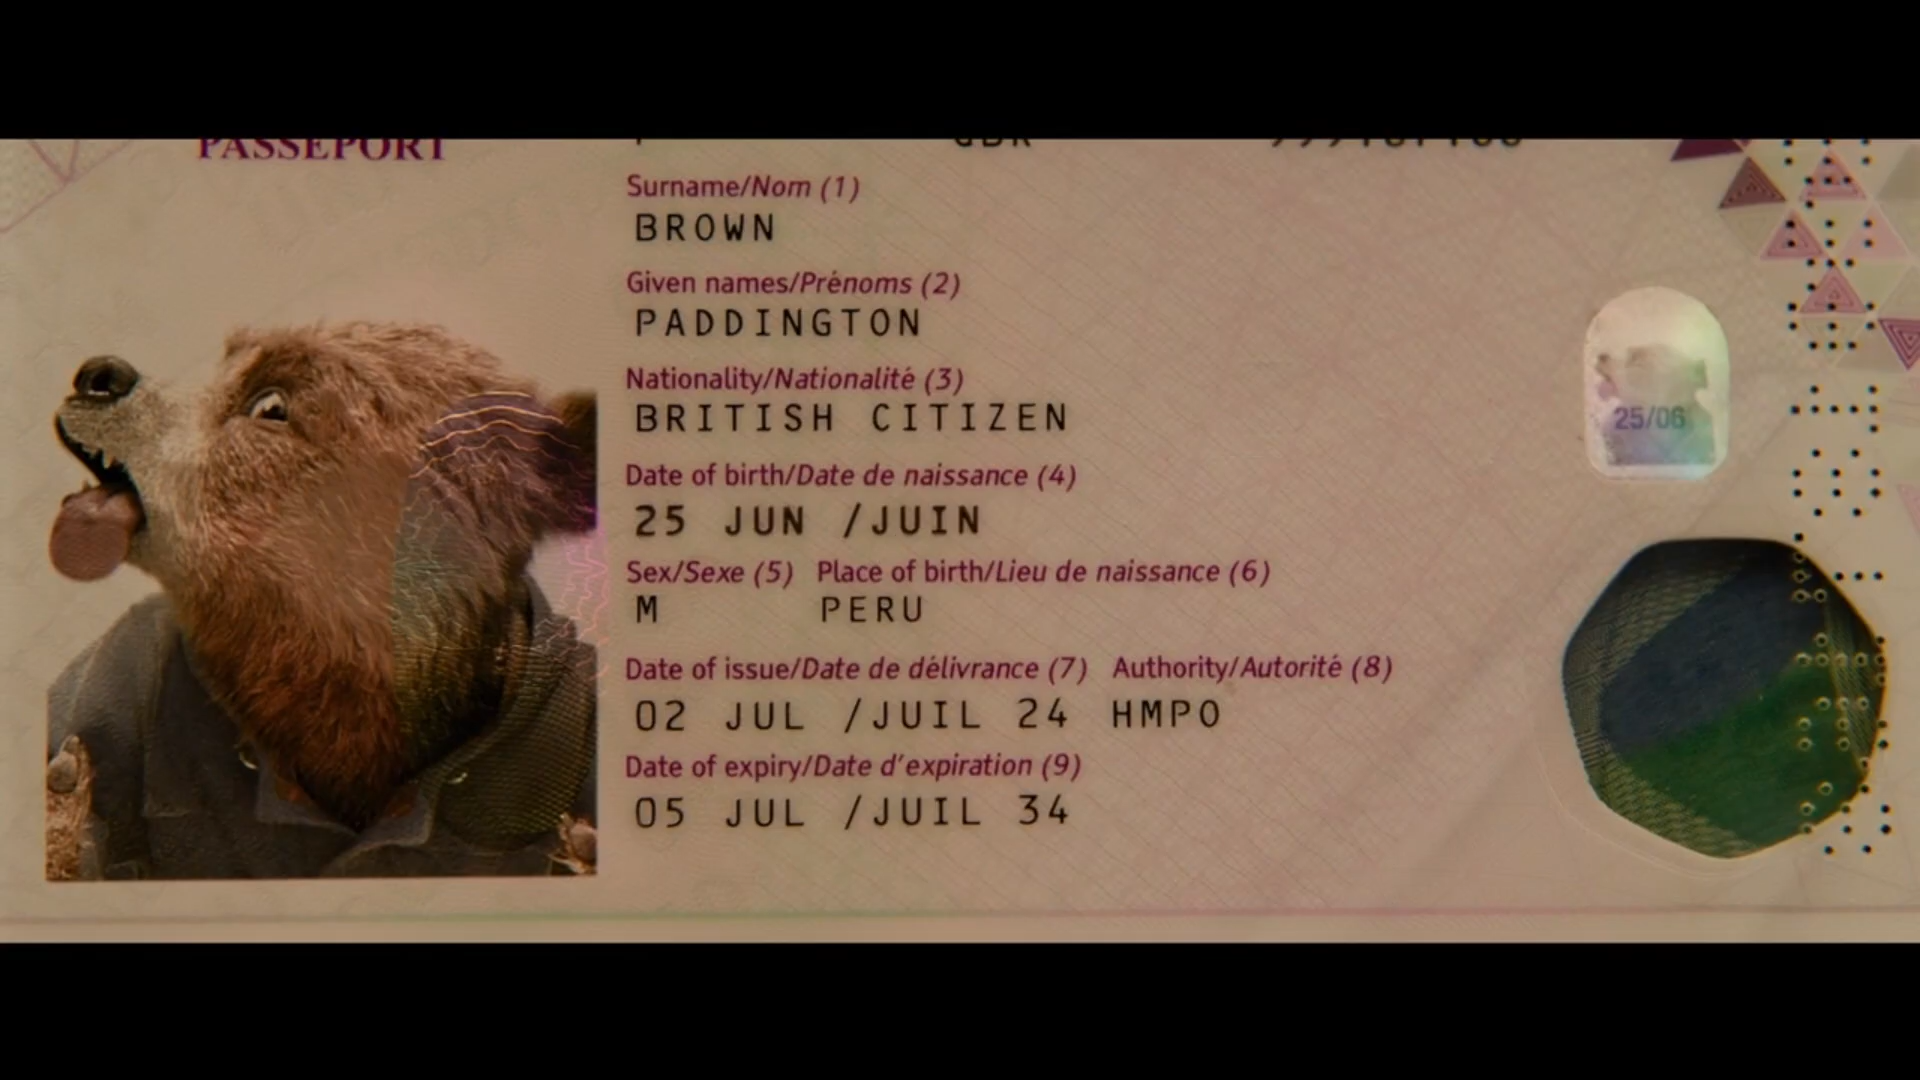 PASSEPORT
GBR
Surname/Nom (1)
BROWN
Given names/Prénoms (2)
PADDINGTON
Nationality/Nationalité (3)
BRITISH CITIZEN
Date of birth/Date de naissance (4)
25 JUN /JUIN
Sex/Sexe (5) Place of birth/Lieu de naissance (6)
M PERU
25/06
Date of issue/Date de délivrance (7) Authority/Autorité (8)
02 JUL /JUIL 24 HMPO
Date of expiry/Date d'expiration (9)
05 JUL /JUIL 34